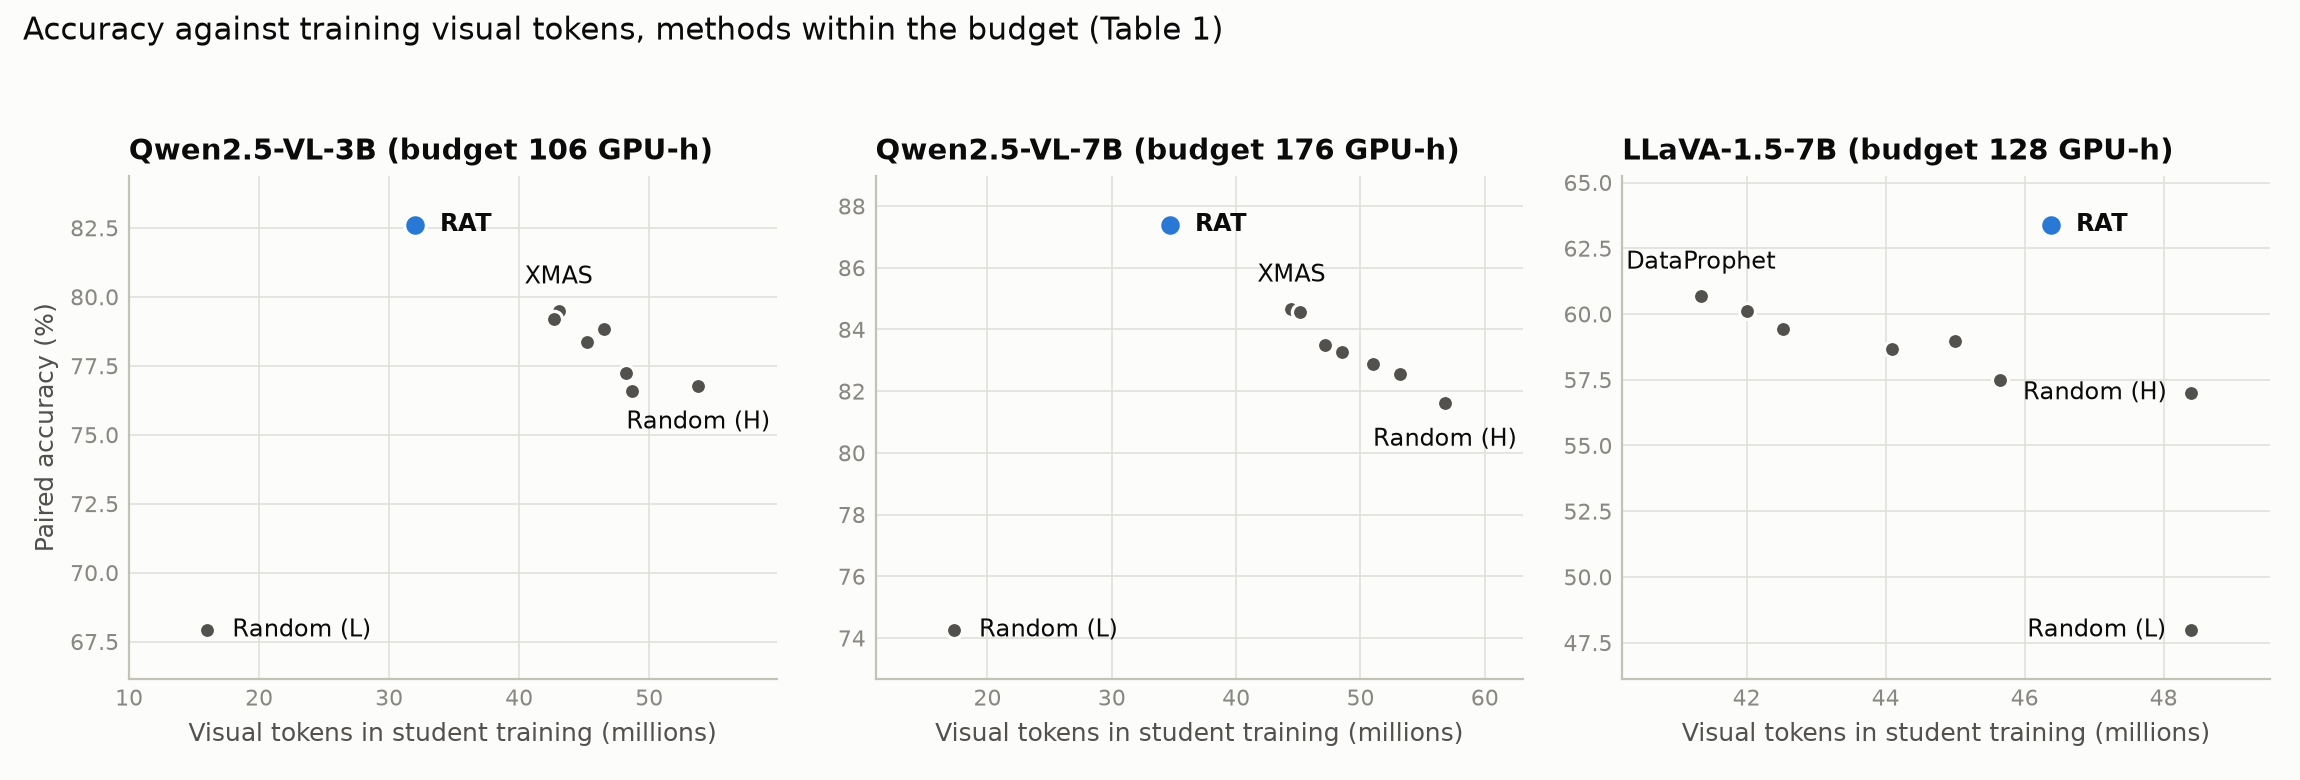 Accuracy against training visual tokens, methods within the budget (Table 1)
Qwen2.5-VL-3B (budget 106 GPU-h)
Paired accuracy (%)
82.5
80.0
77.5
75.0
72.5
70.0
67.5
RAT
XMAS
Random (H)
Random (L)
10 20 30 40 50
Visual tokens in student training (millions)
Qwen2.5-VL-7B (budget 176 GPU-h)
88
86
84
82
80
78
76
74
RAT
XMAS
Random (H)
Random (L)
20 30 40 50 60
Visual tokens in student training (millions)
LLaVA-1.5-7B (budget 128 GPU-h)
65.0
62.5
60.0
57.5
55.0
52.5
50.0
47.5
RAT
DataProphet
Random (H)
Random (L)
42 44 46 48
Visual tokens in student training (millions)